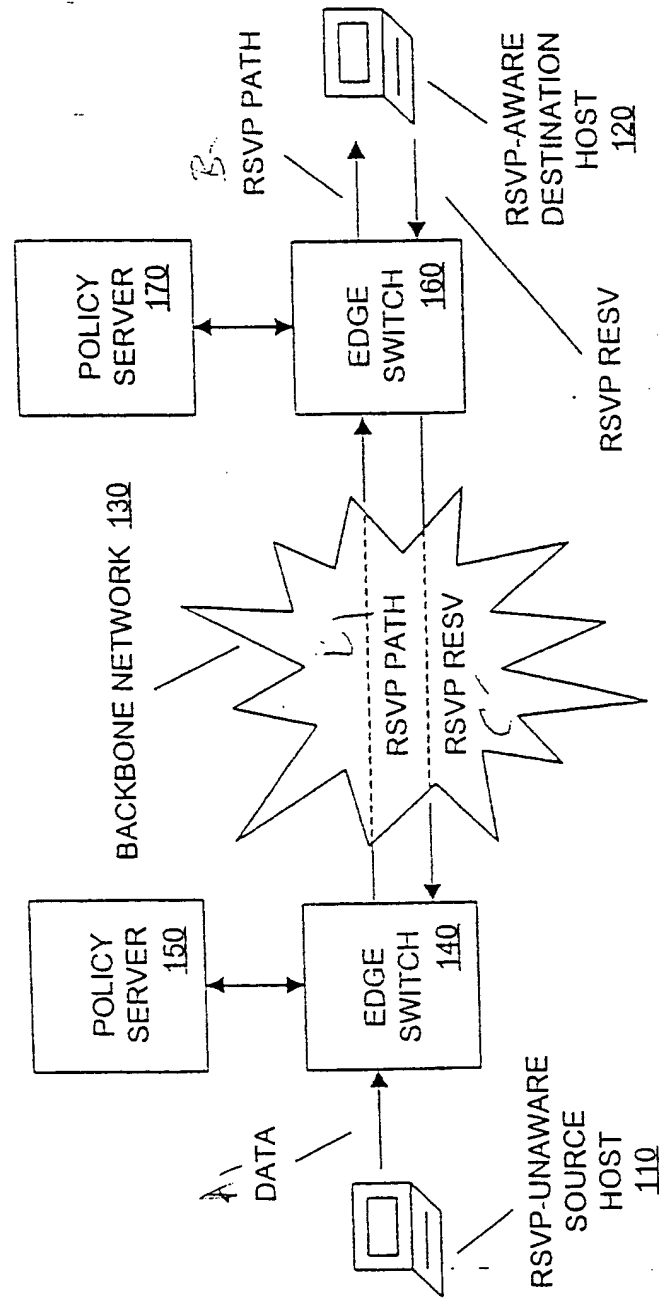 POLICY
SERVER
150
POLICY
SERVER
170
BACKBONE NETWORK 130
A
DATA
EDGE
SWITCH
140
RSVP PATH
RSVP RESV
EDGE
SWITCH
160
B
RSVP PATH
RSVP-UNAWARE
SOURCE
HOST
110
RSVP RESV
RSVP-AWARE
DESTINATION
HOST
120